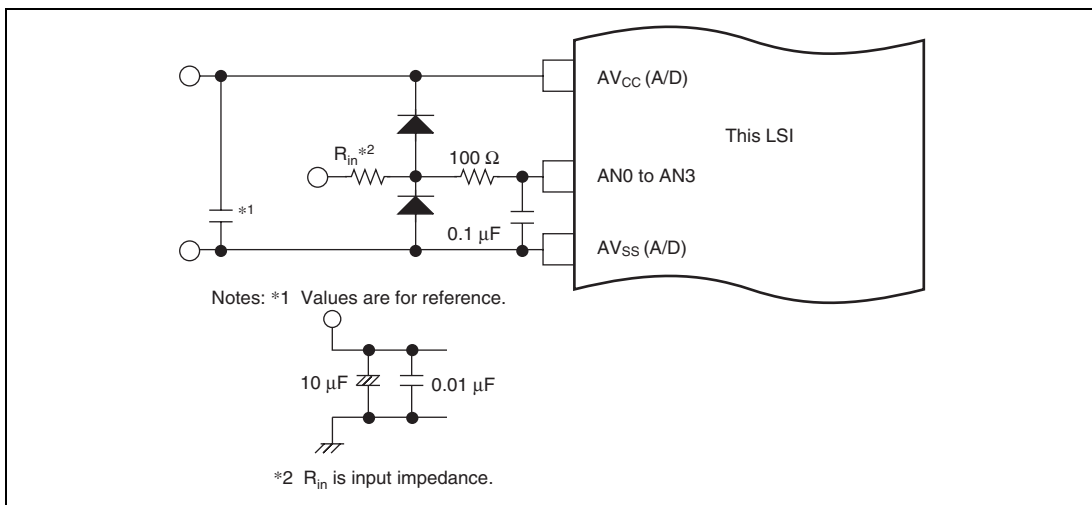 AVCC (A/D)
This LSI
Rin*2
100 Ω
AN0 to AN3
*1
0.1 μF
AVSS (A/D)
Notes: *1 Values are for reference.
10 μF
0.01 μF
*2 Rin is input impedance.